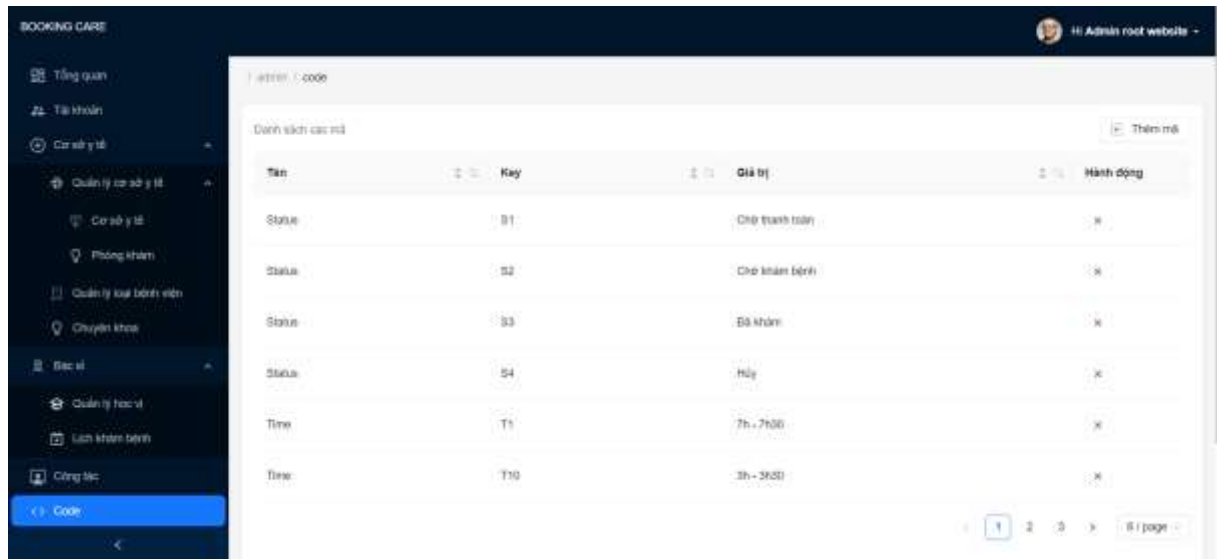 BOOKING CARE
Hi Admin root website
Tổng quan
/ admin / code
Tài khoản
Danh sách các mã
Thêm mã
Cơ sở y tế
Tên
Key
Giá trị
Hành động
Quản lý cơ sở y tế
Cơ sở y tế
Status
S1
Chờ thanh toán
Phòng khám
Status
S2
Chờ khám bệnh
Quản lý loại bệnh viện
Chuyên khoa
Status
S3
Đã khám
Bác sĩ
Status
S4
Hủy
Quản lý học vị
Time
T1
7h - 7h30
Lịch khám bệnh
Công tác
Time
T10
3h - 3h30
Code
1
2
3
6 / page